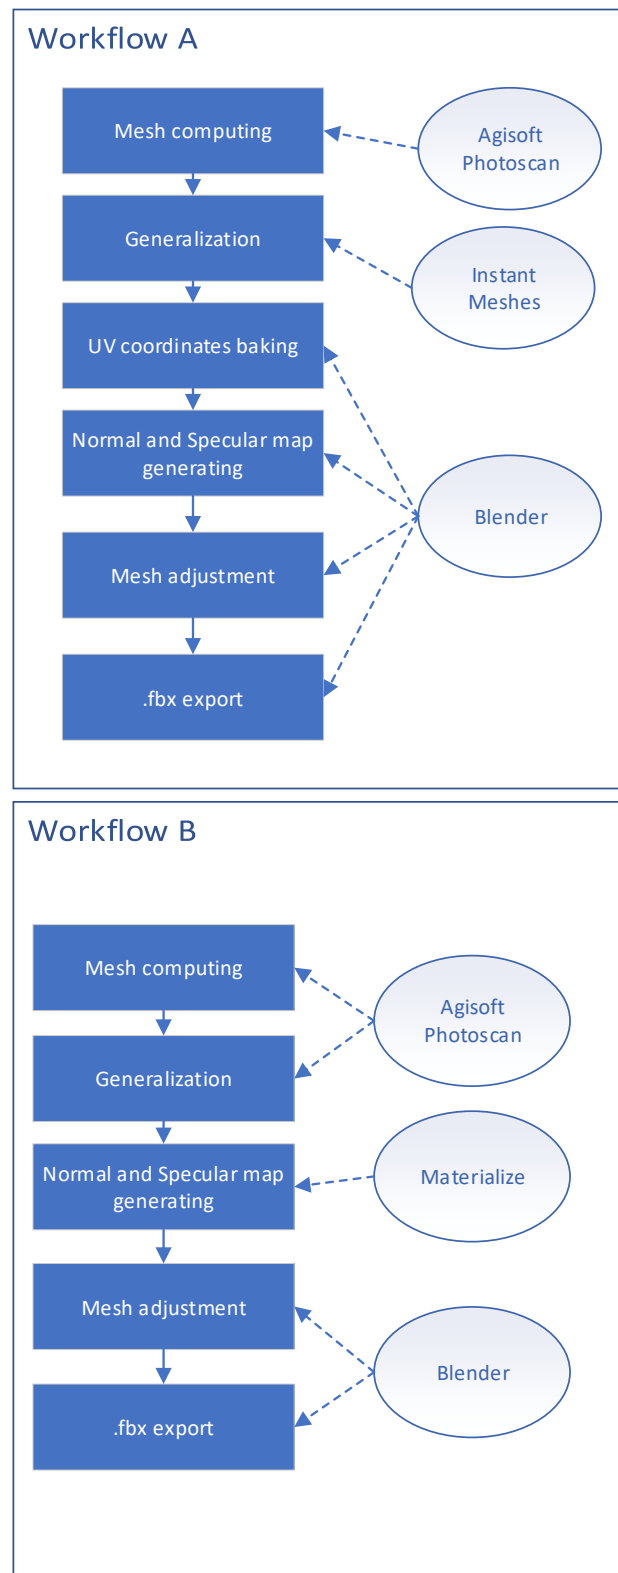 Workflow A
Mesh computing
Agisoft
Photoscan
Generalization
Instant
Meshes
UV coordinates baking
Normal and Specular map
generating
Blender
Mesh adjustment
.fbx export
Workflow B
Mesh computing
Agisoft
Photoscan
Generalization
Normal and Specular map
generating
Materialize
Mesh adjustment
Blender
.fbx export